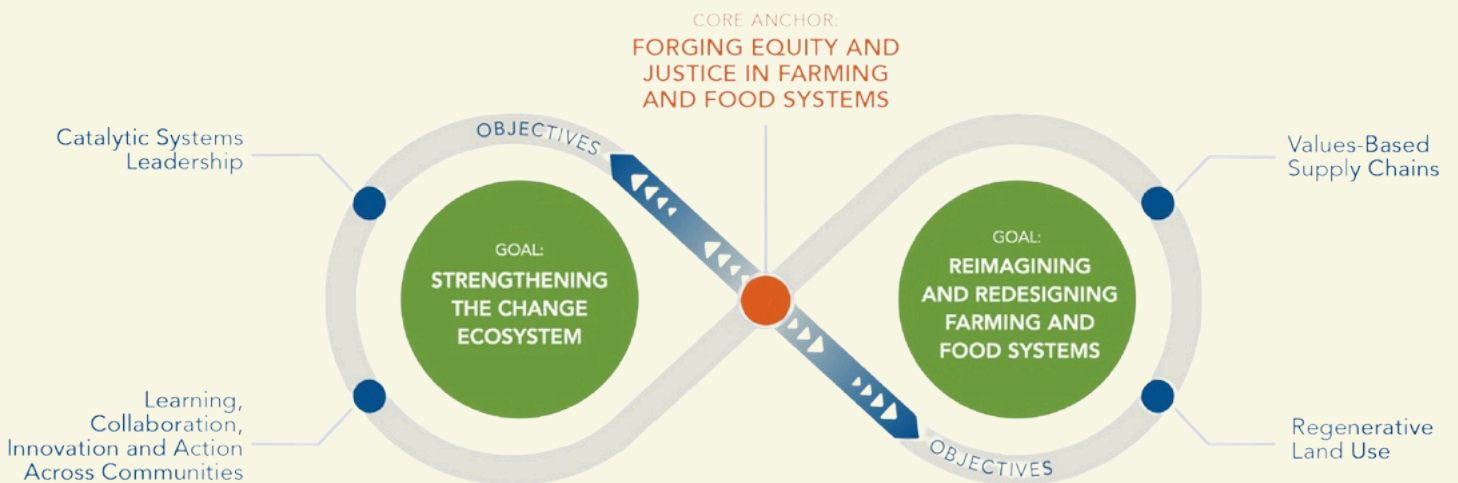 CORE ANCHOR:
FORGING EQUITY AND
JUSTICE IN FARMING
AND FOOD SYSTEMS
Catalytic Systems
Leadership
OBJECTIVES
Values-Based
Supply Chains
GOAL:
STRENGTHENING
THE CHANGE
ECOSYSTEM
GOAL:
REIMAGINING
AND REDESIGNING
FARMING AND
FOOD SYSTEMS
Learning,
Collaboration,
Innovation and Action
Across Communities
OBJECTIVES
Regenerative
Land Use